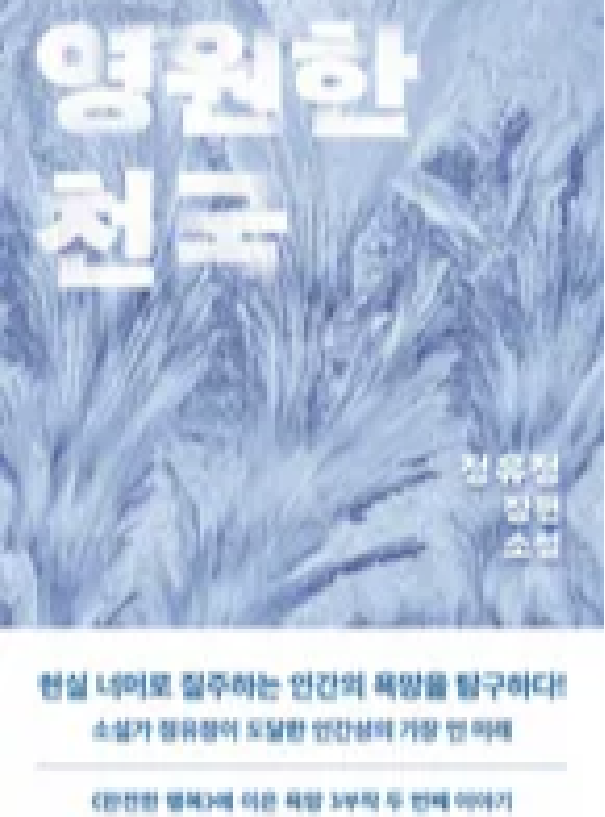 영원한
천국
정유정
장편
소설
현실 너머로 질주하는 인간의 욕망을 탐구하다!
소설가 정유정이 도달한 인간성의 가장 먼 미래
《완전한 행복》에 이은 욕망 3부작 두 번째 이야기